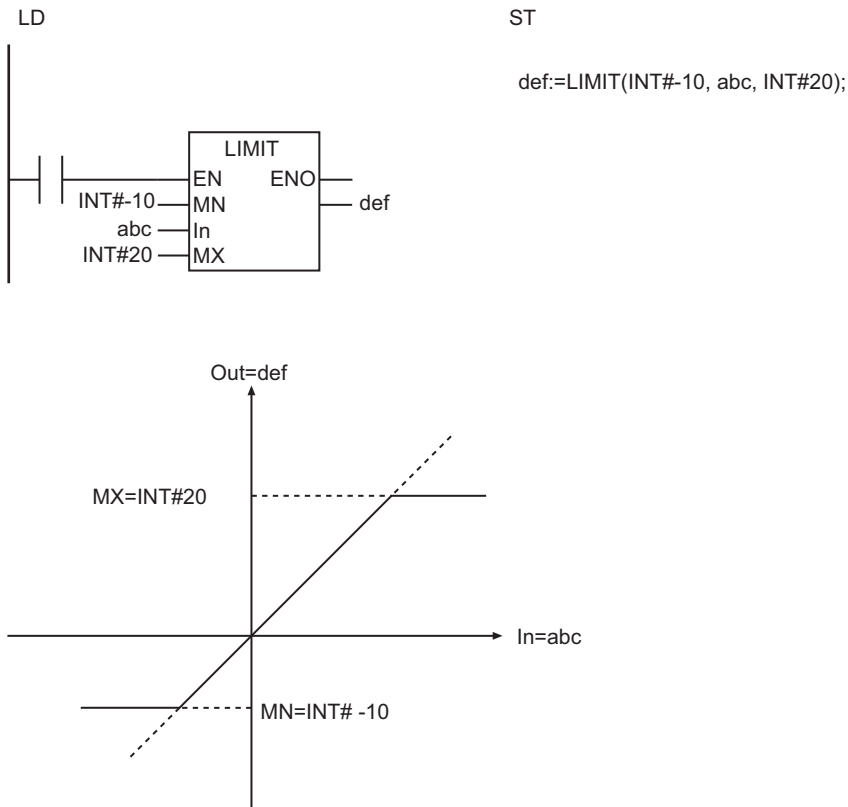 LD
ST
def:=LIMIT(INT#-10, abc, INT#20);
LIMIT
EN ENO
INT#-10 MN def
abc In
INT#20 MX
Out=def
MX=INT#20
In=abc
MN=INT# -10